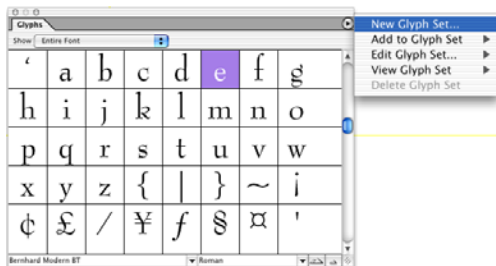 Glyphs
Show: Entire Font
‘ a b c d e f g
h i j k l m n o
p q r s t u v w
x y z { | } ~ ¡
¢ £ ⁄ ¥ ƒ § ¤ '
Bernhard Modern BT Roman
New Glyph Set...
Add to Glyph Set
Edit Glyph Set...
View Glyph Set
Delete Glyph Set